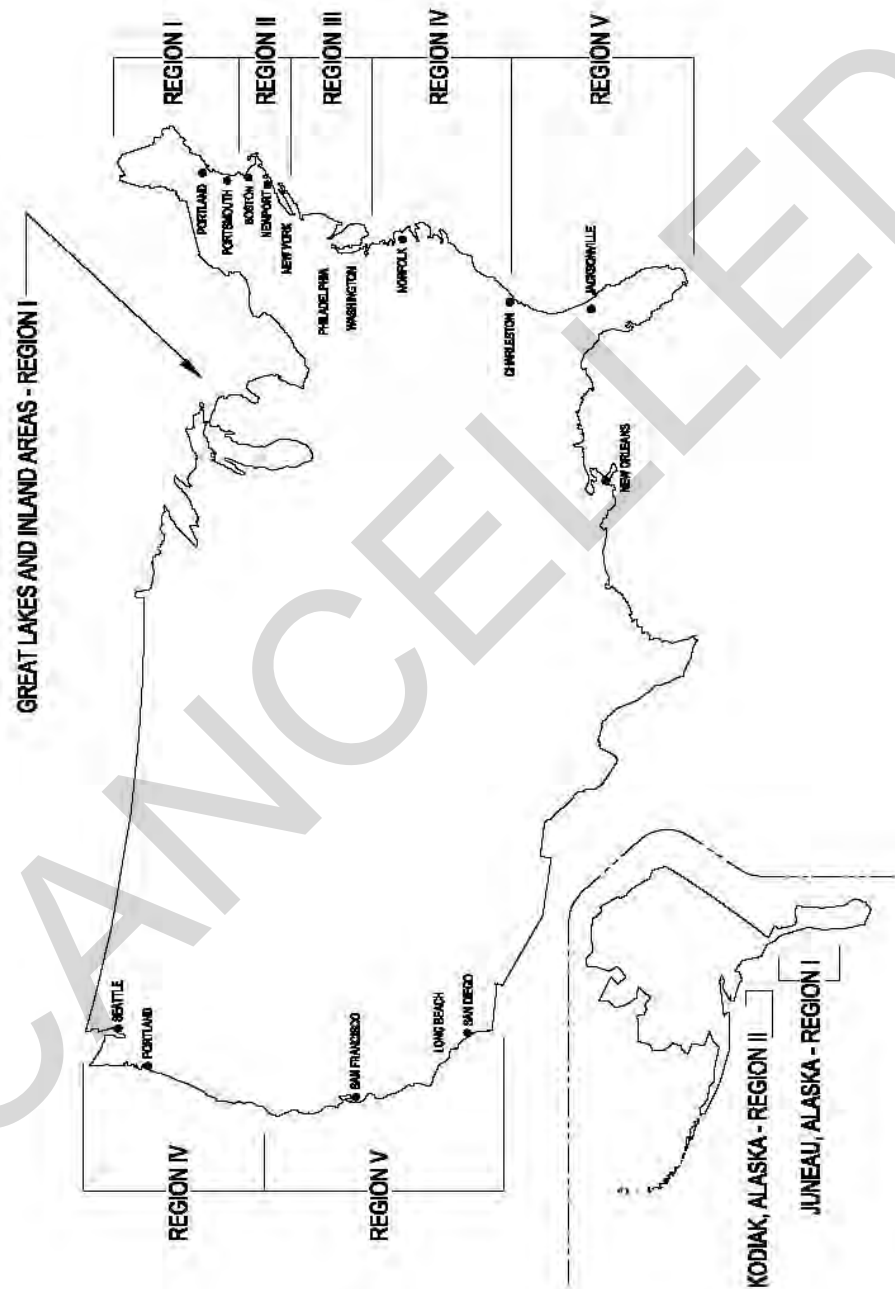 GREAT LAKES AND INLAND AREAS - REGION I
REGION I
REGION II
REGION III
REGION IV
REGION V
PORTLAND
PORTSMOUTH
BOSTON
NEWPORT
NEW YORK
PHILADELPHIA
WASHINGTON
NORFOLK
CHARLESTON
JACKSONVILLE
NEW ORLEANS
SEATTLE
PORTLAND
SAN FRANCISCO
LONG BEACH
SAN DIEGO
REGION IV
REGION V
KODIAK, ALASKA - REGION II
JUNEAU, ALASKA - REGION I
CANCELLED